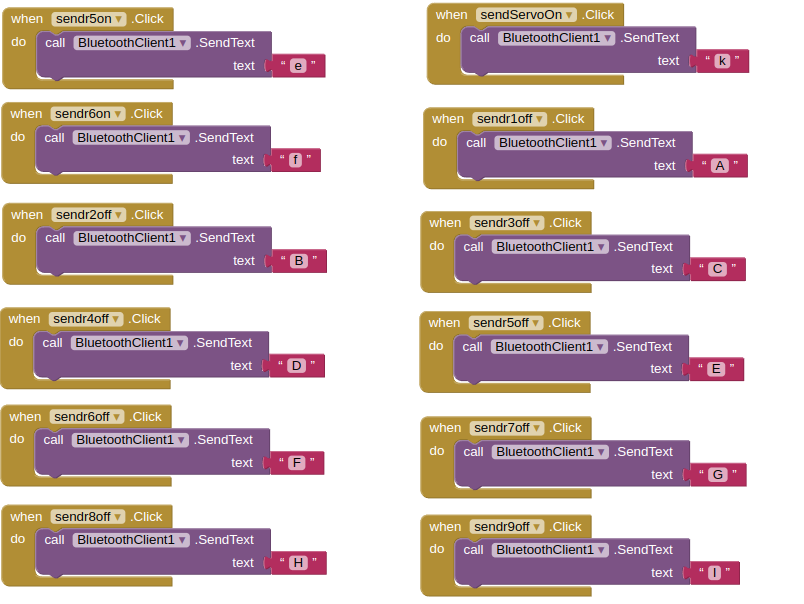 when sendr5on ▾ .Click
do call BluetoothClient1 ▾ .SendText
text “ e ”
when sendr6on ▾ .Click
do call BluetoothClient1 ▾ .SendText
text “ f ”
when sendr2off ▾ .Click
do call BluetoothClient1 ▾ .SendText
text “ B ”
when sendr4off ▾ .Click
do call BluetoothClient1 ▾ .SendText
text “ D ”
when sendr6off ▾ .Click
do call BluetoothClient1 ▾ .SendText
text “ F ”
when sendr8off ▾ .Click
do call BluetoothClient1 ▾ .SendText
text “ H ”
when sendServoOn ▾ .Click
do call BluetoothClient1 ▾ .SendText
text “ k ”
when sendr1off ▾ .Click
do call BluetoothClient1 ▾ .SendText
text “ A ”
when sendr3off ▾ .Click
do call BluetoothClient1 ▾ .SendText
text “ C ”
when sendr5off ▾ .Click
do call BluetoothClient1 ▾ .SendText
text “ E ”
when sendr7off ▾ .Click
do call BluetoothClient1 ▾ .SendText
text “ G ”
when sendr9off ▾ .Click
do call BluetoothClient1 ▾ .SendText
text “ I ”